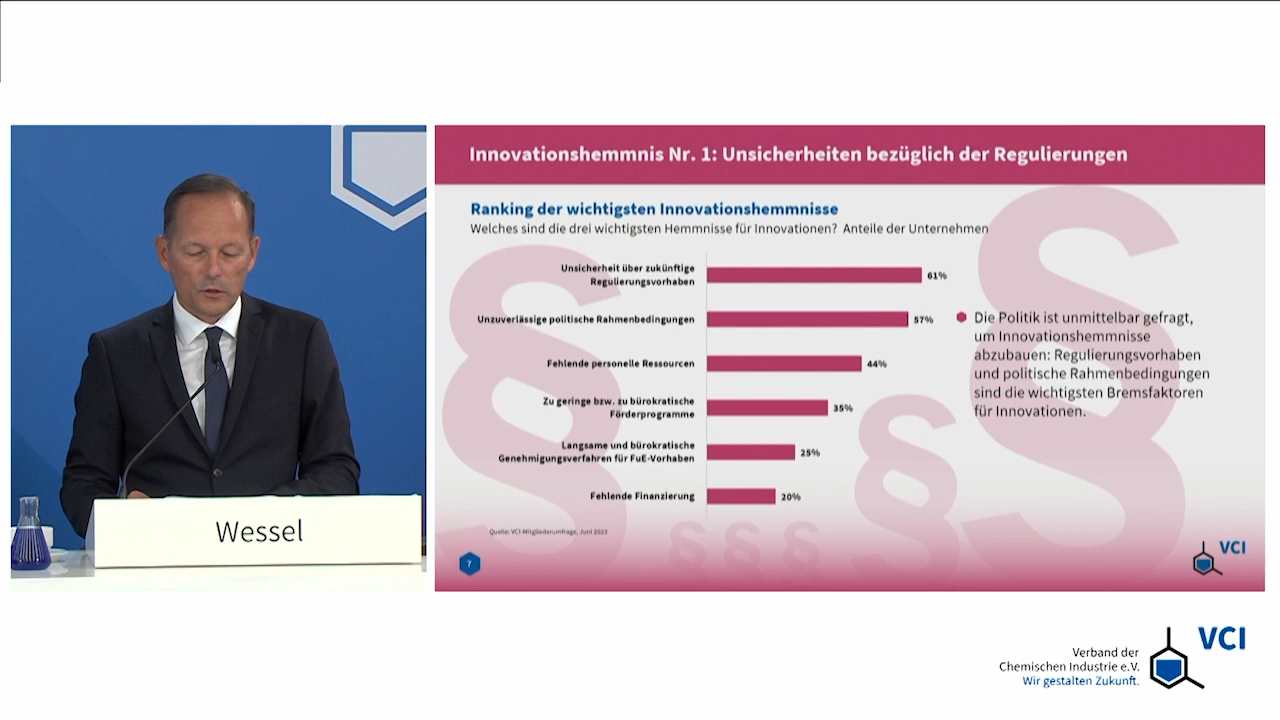 Innovationshemmnis Nr. 1: Unsicherheiten bezüglich der Regulierungen
Ranking der wichtigsten Innovationshemmnisse
Welches sind die drei wichtigsten Hemmnisse für Innovationen? Anteile der Unternehmen
Unsicherheit über zukünftige
Regulierungsvorhaben
61%
Unzuverlässige politische Rahmenbedingungen
57%
Fehlende personelle Ressourcen
44%
Zu geringe bzw. zu bürokratische
Förderprogramme
35%
Langsame und bürokratische
Genehmigungsverfahren für FuE-Vorhaben
25%
Fehlende Finanzierung
20%
Die Politik ist unmittelbar gefragt,
um Innovationshemmnisse
abzubauen: Regulierungsvorhaben
und politische Rahmenbedingungen
sind die wichtigsten Bremsfaktoren
für Innovationen.
Quelle: VCI-Mitgliederumfrage, Juni 2023
7
VCI
Wessel
Verband der
Chemischen Industrie e.V.
Wir gestalten Zukunft.
VCI